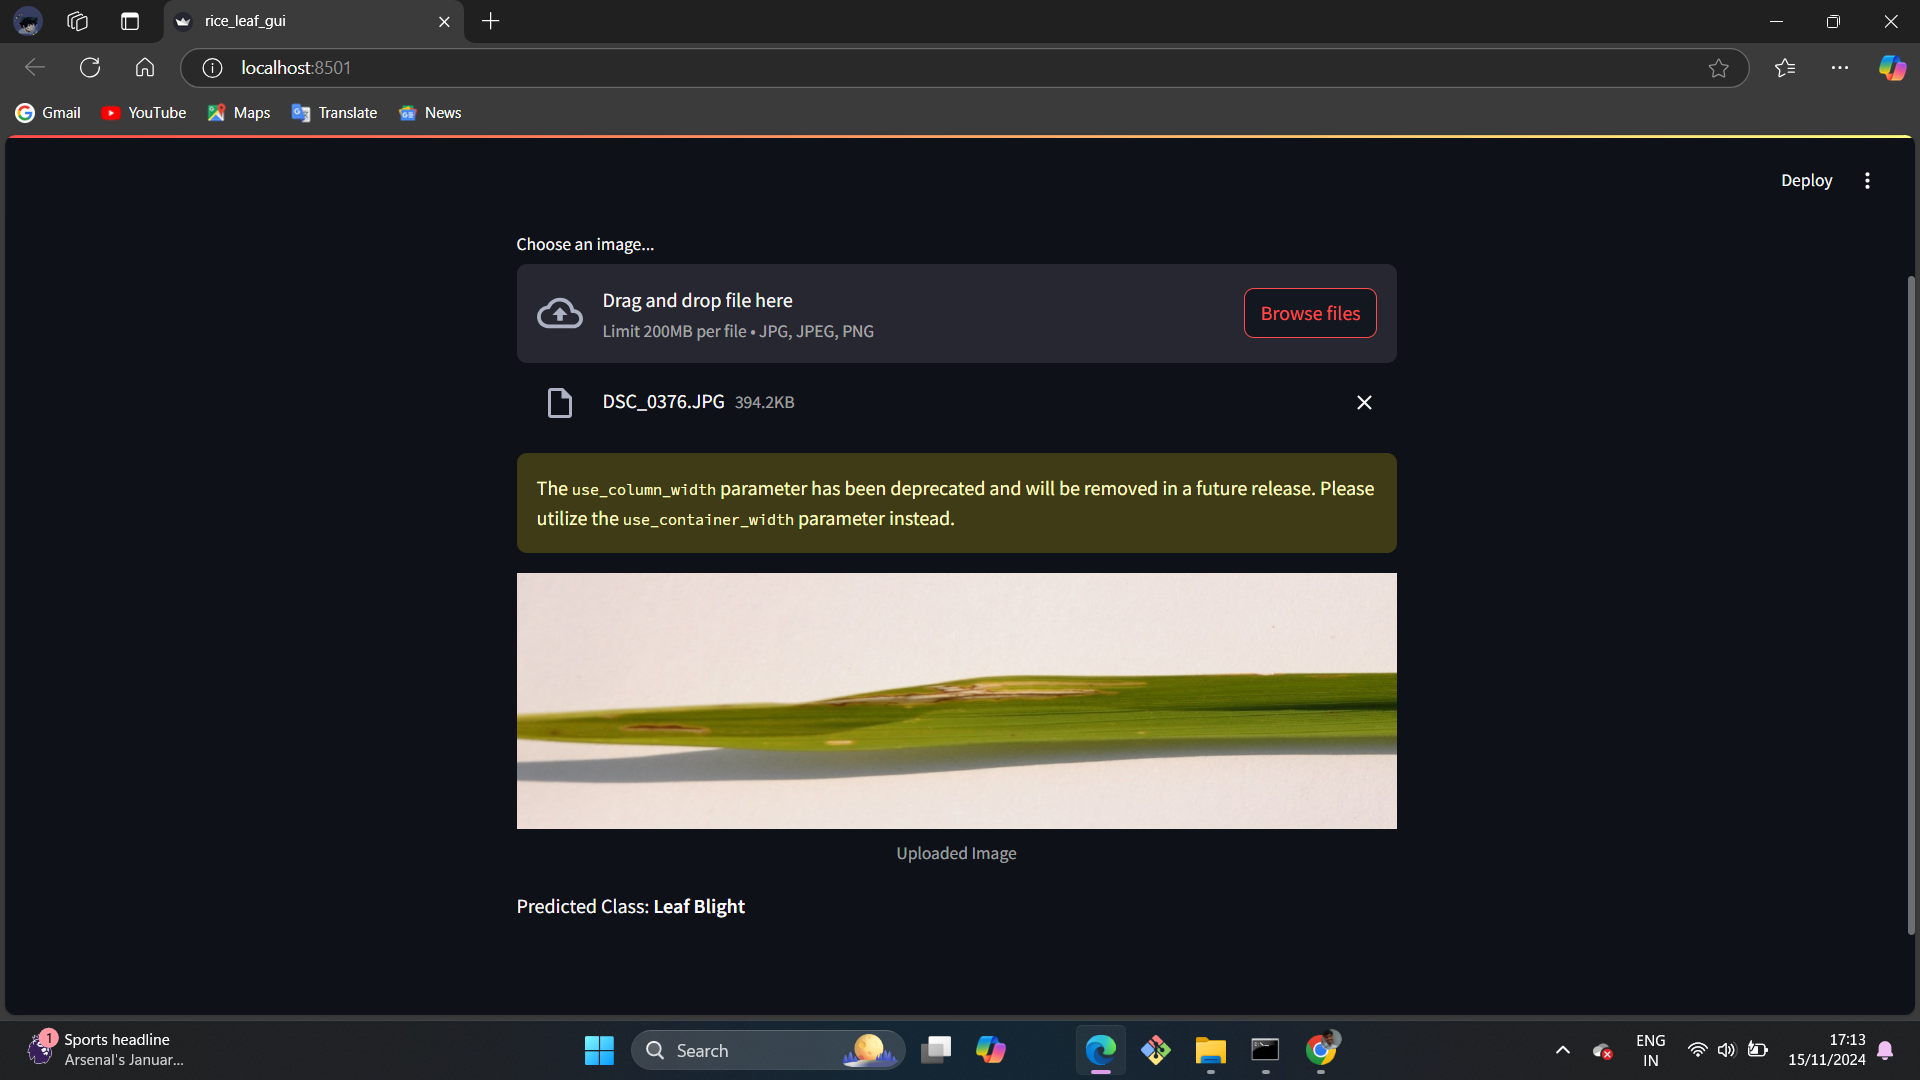 rice_leaf_gui
localhost:8501
Gmail YouTube Maps Translate News
Deploy
Choose an image...
Drag and drop file here
Limit 200MB per file • JPG, JPEG, PNG
Browse files
DSC_0376.JPG 394.2KB
The use_column_width parameter has been deprecated and will be removed in a future release. Please
utilize the use_container_width parameter instead.
Uploaded Image
Predicted Class: Leaf Blight
1
Sports headline
Arsenal's Januar...
Search
ENG
IN
17:13
15/11/2024